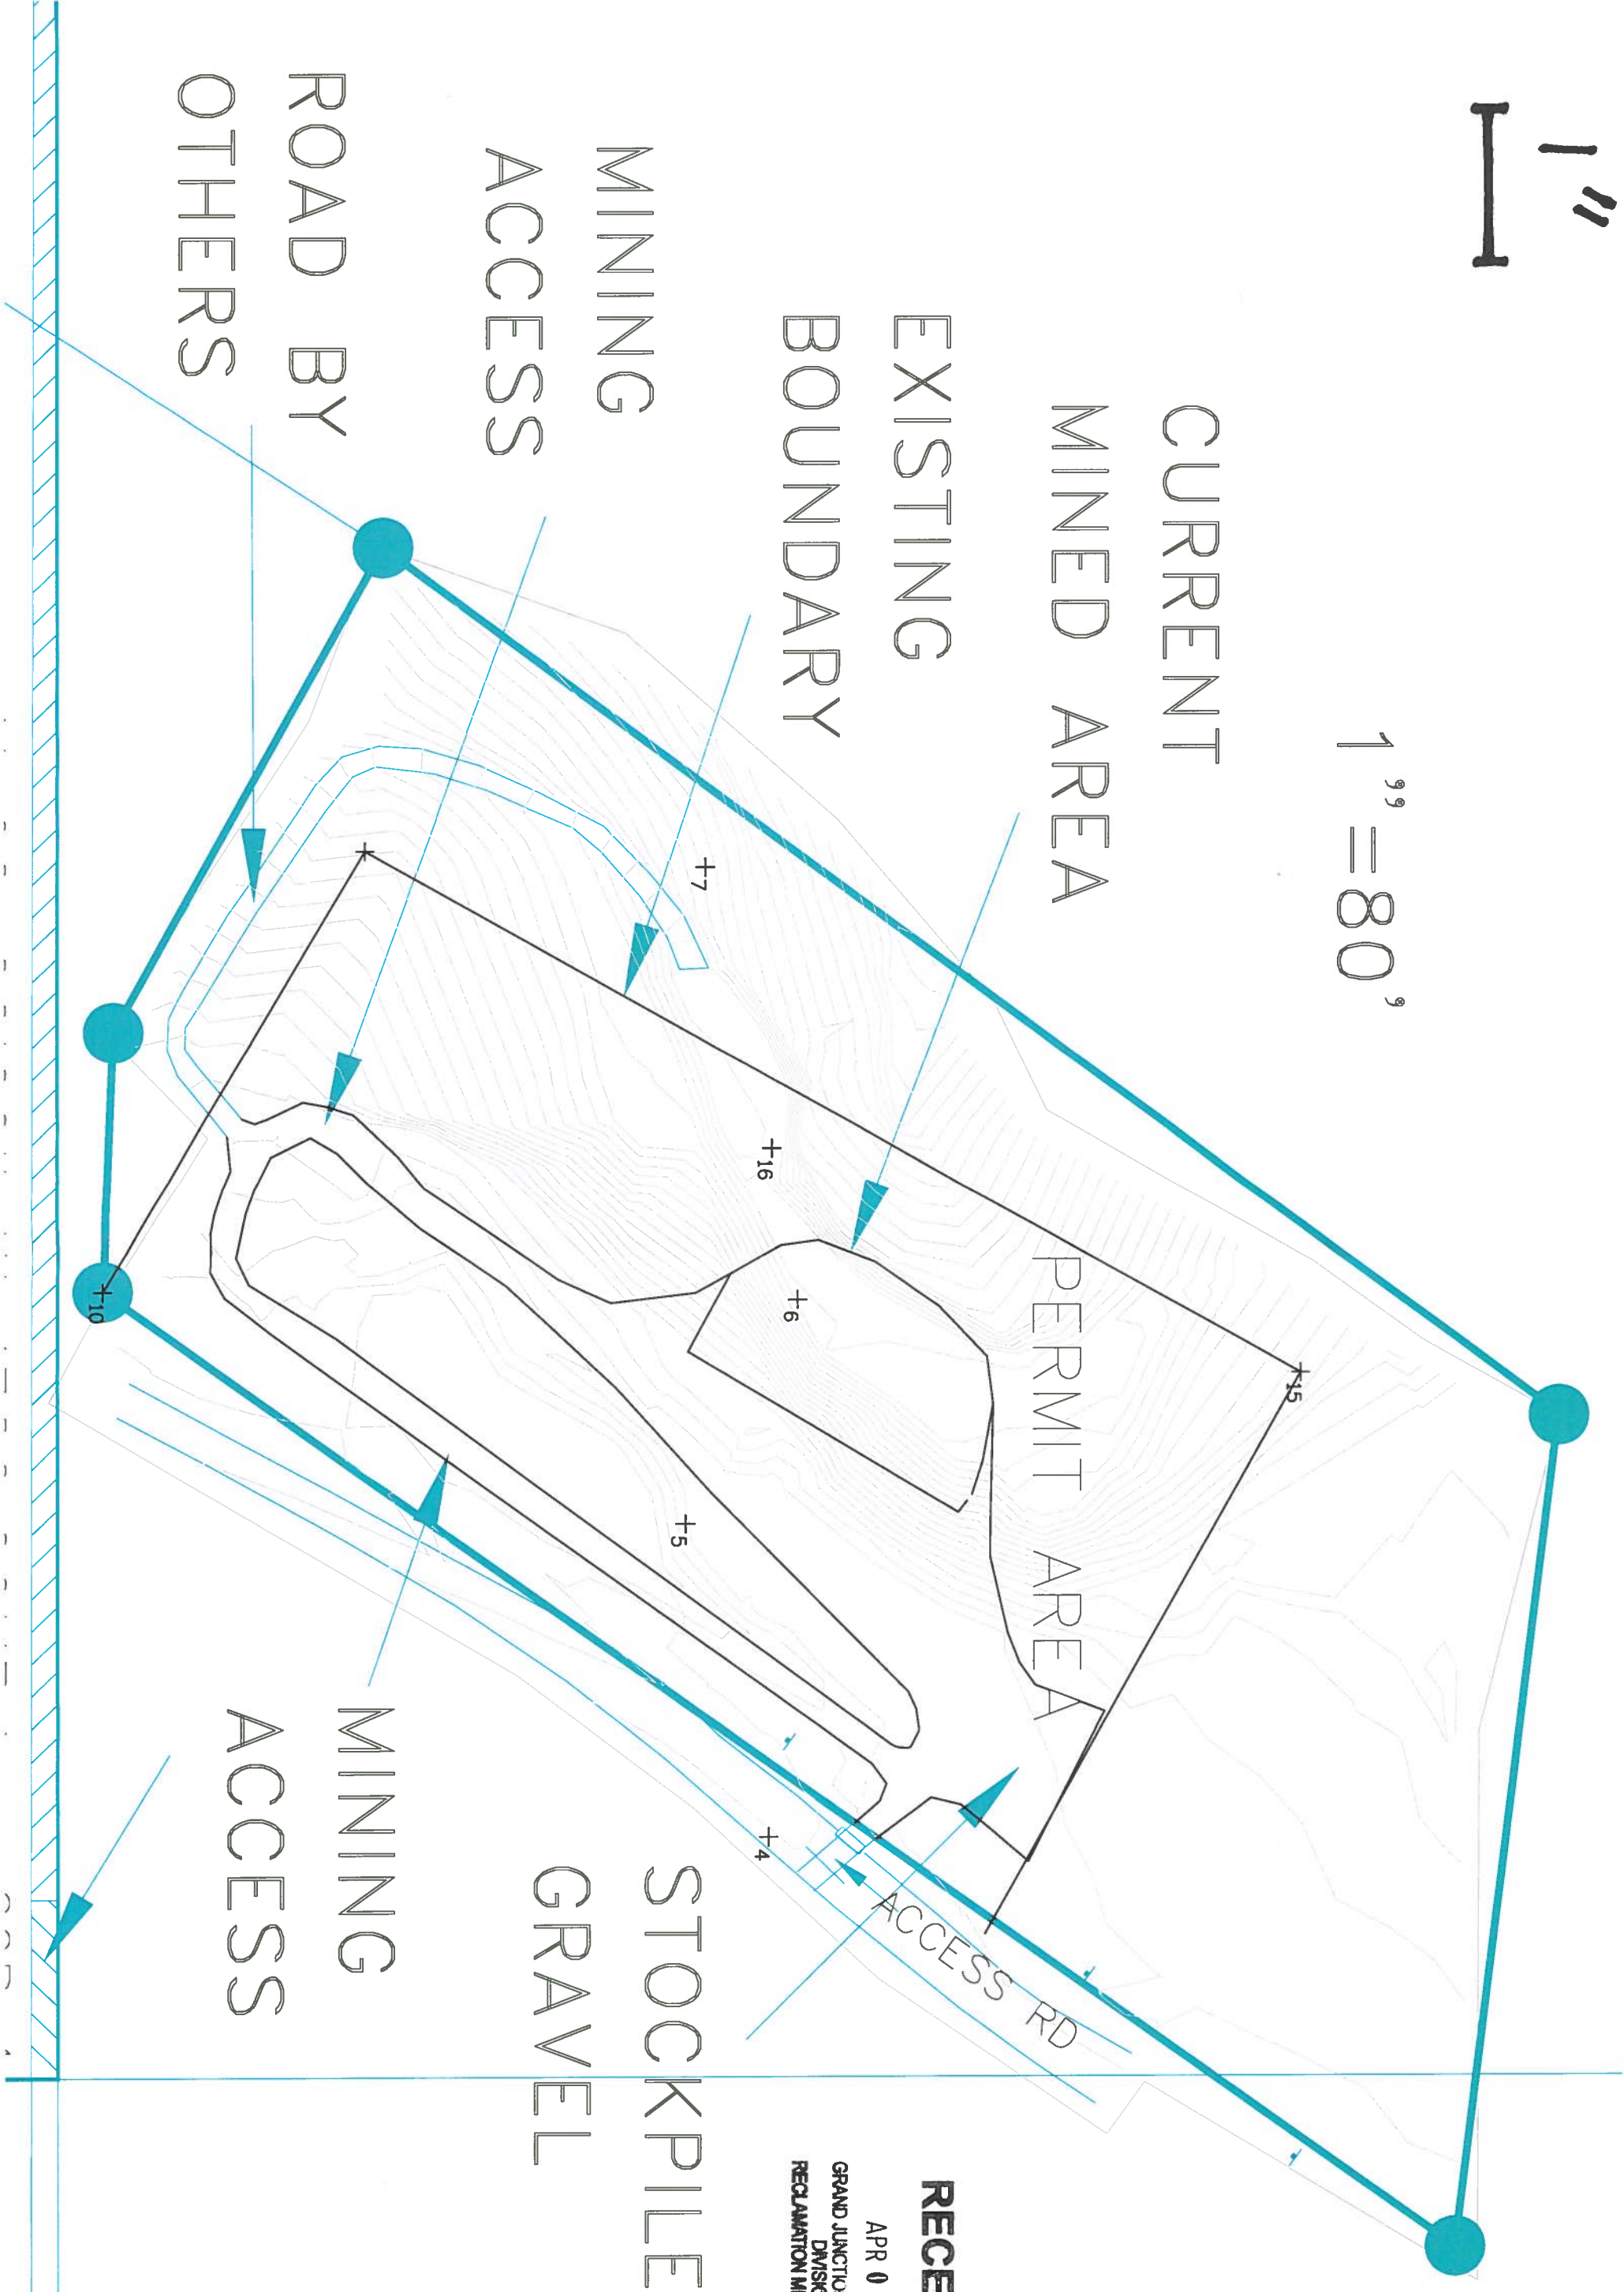 1"
1"=80'
CURRENT
MINED AREA
EXISTING
BOUNDARY
MINING
ACCESS
ROAD BY
OTHERS
+7
+16
+6
+15
+5
+10
+4
PERMIT AREA
ACCESS RD
MINING
ACCESS
STOCKPILE
GRAVEL
RECE
APR 0
GRAND JUNCTIO
DIVISIO
RECLAMATION MI